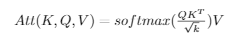 Att(K, Q, V) = softmax(\frac{QK^T}{\sqrt{k}})V